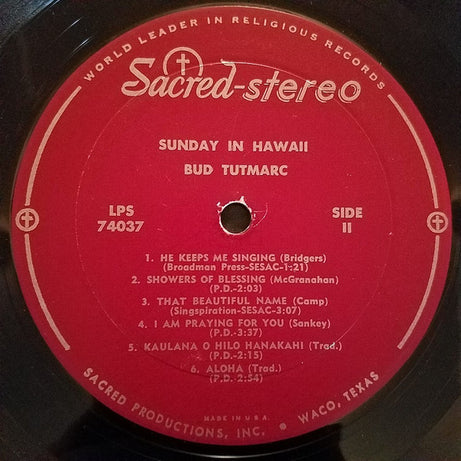 WORLD LEADER IN RELIGIOUS RECORDS
Sacred-stereo
SUNDAY IN HAWAII
BUD TUTMARC
LPS
74037
SIDE
II
1. HE KEEPS ME SINGING (Bridgers)
(Broadman Press-SESAC-1:21)
2. SHOWERS OF BLESSING (McGranahan)
(P.D.-2:03)
3. THAT BEAUTIFUL NAME (Camp)
(Singspiration-SESAC-3:07)
4. I AM PRAYING FOR YOU (Sankey)
(P.D.-3:37)
5. KAULANA O HILO HANAKAHI (Trad.)
(P.D.-2:15)
6. ALOHA (Trad.)
(P.D.-2:54)
MADE IN U.S.A.
SACRED PRODUCTIONS, INC. • WACO, TEXAS